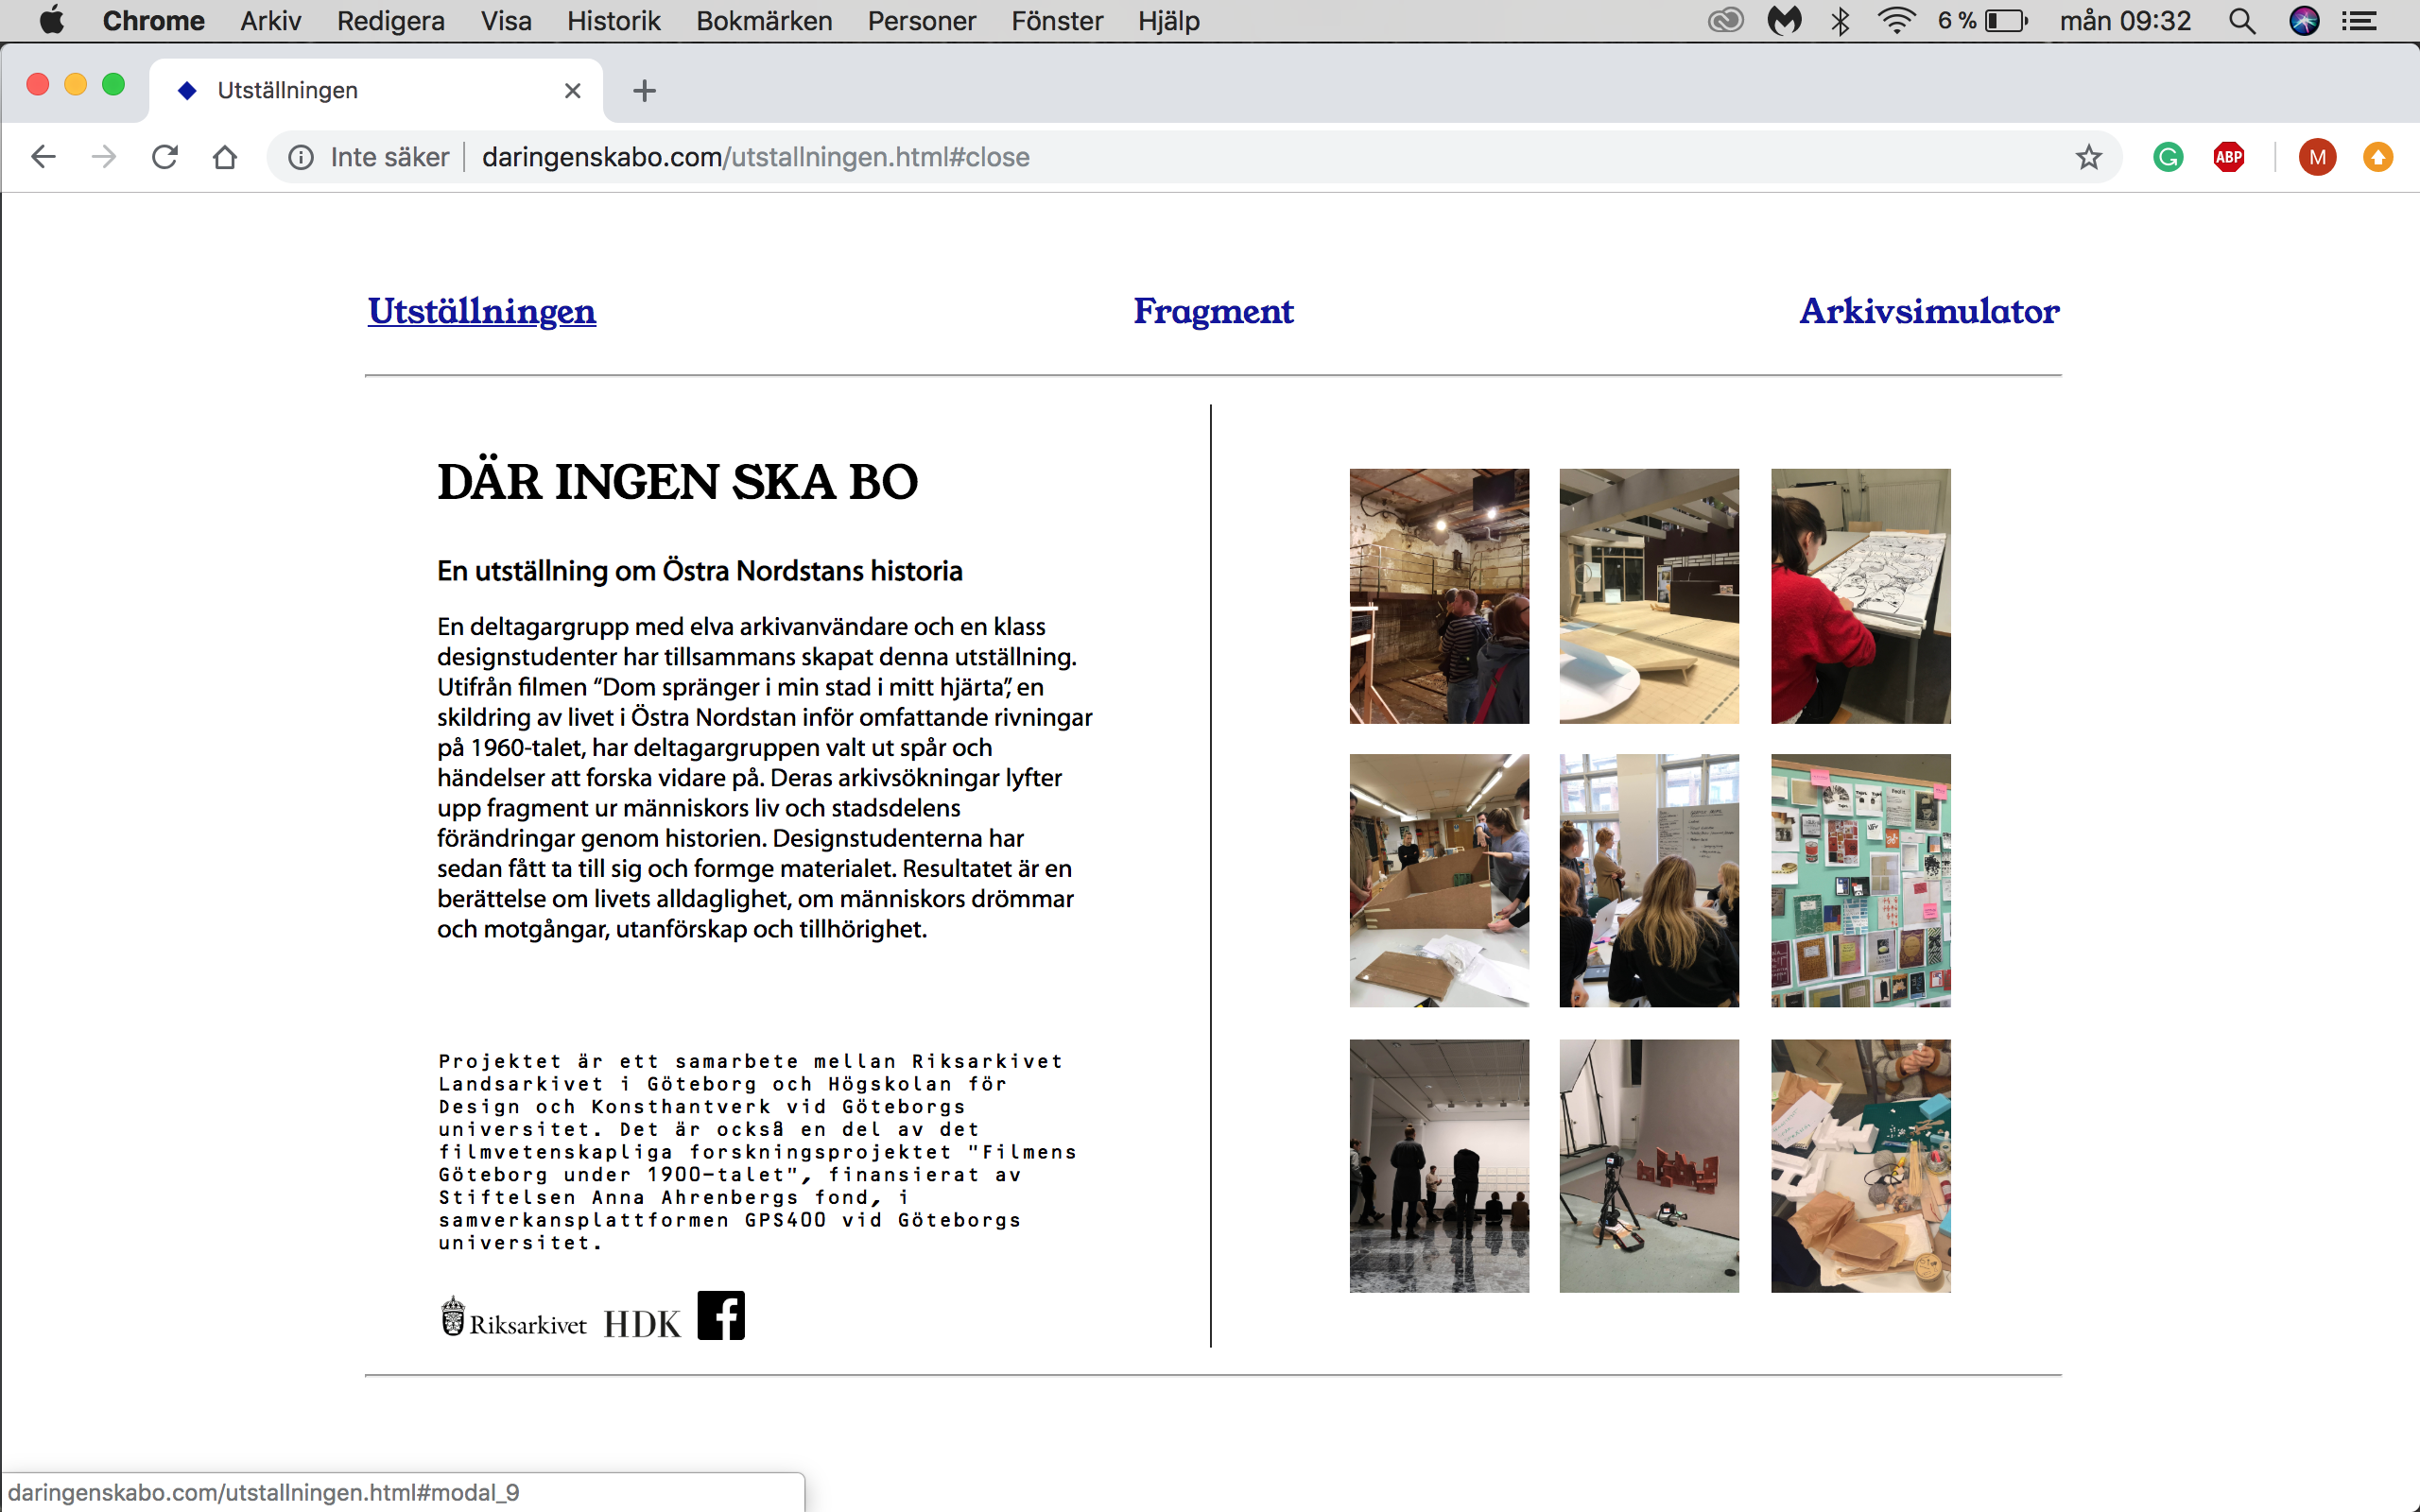 Chrome Arkiv Redigera Visa Historik Bokmärken Personer Fönster Hjälp 6 % mån 09:32
Utställningen
Inte säker daringenskabo.com/utstallningen.html#close ABP M
Utställningen Fragment Arkivsimulator
DÄR INGEN SKA BO
En utställning om Östra Nordstans historia
En deltagargrupp med elva arkivanvändare och en klass
designstudenter har tillsammans skapat denna utställning.
Utifrån filmen “Dom spränger i min stad i mitt hjärta”, en
skildring av livet i Östra Nordstan inför omfattande rivningar
på 1960-talet, har deltagargruppen valt ut spår och
händelser att forska vidare på. Deras arkivsökningar lyfter
upp fragment ur människors liv och stadsdelens
förändringar genom historien. Designstudenterna har
sedan fått ta till sig och formge materialet. Resultatet är en
berättelse om livets alldaglighet, om människors drömmar
och motgångar, utanförskap och tillhörighet.
Projektet är ett samarbete mellan Riksarkivet
Landsarkivet i Göteborg och Högskolan för
Design och Konsthantverk vid Göteborgs
universitet. Det är också en del av det
filmvetenskapliga forskningsprojektet "Filmens
Göteborg under 1900-talet", finansierat av
Stiftelsen Anna Ahrenbergs fond, i
samverkansplattformen GPS400 vid Göteborgs
universitet.
Riksarkivet HDK
daringenskabo.com/utstallningen.html#modal_9